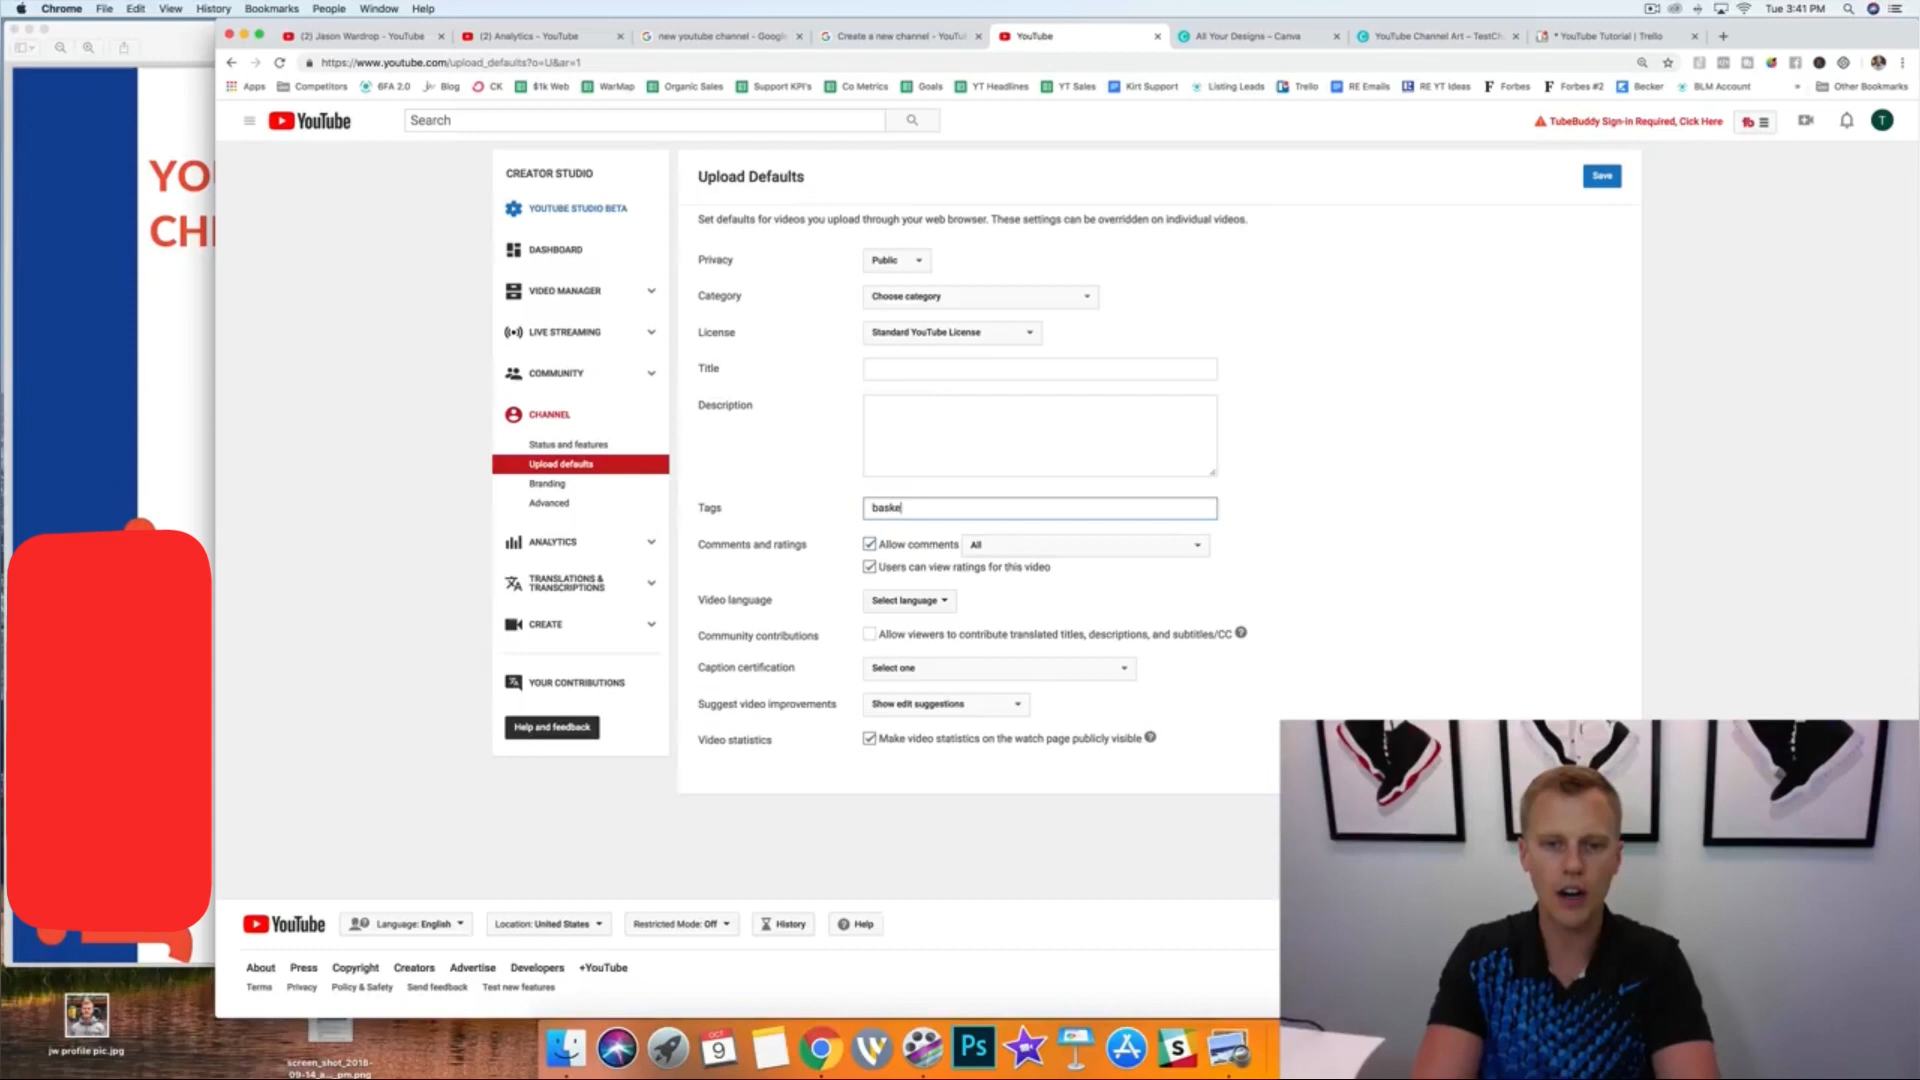 Chrome File Edit View History Bookmarks People Window Help
Tue 3:41 PM
(2) Jason Wardrop - YouTube
(2) Analytics - YouTube
new youtube channel - Google
Create a new channel - YouTu
YouTube
All Your Designs - Canva
YouTube Channel Art – TestCh
* YouTube Tutorial | Trello
https://www.youtube.com/upload_defaults?o=U&ar=1
Apps Competitors 6FA 2.0 Blog CK $1k Web WarMap Organic Sales Support KPI's Co Metrics Goals YT Headlines YT Sales Kirt Support Listing Leads Trello RE Emails RE YT Ideas Forbes Forbes #2 Becker BLM Account » Other Bookmarks
YouTube
Search
TubeBuddy Sign-in Required, Click Here
T
YO
CH
CREATOR STUDIO
YOUTUBE STUDIO BETA
DASHBOARD
VIDEO MANAGER
LIVE STREAMING
COMMUNITY
CHANNEL
Status and features
Upload defaults
Branding
Advanced
ANALYTICS
TRANSLATIONS &
TRANSCRIPTIONS
CREATE
YOUR CONTRIBUTIONS
Help and feedback
Upload Defaults
Save
Set defaults for videos you upload through your web browser. These settings can be overridden on individual videos.
Privacy Public
Category Choose category
License Standard YouTube License
Title
Description
Tags baske
Comments and ratings Allow comments All
Users can view ratings for this video
Video language Select language
Community contributions Allow viewers to contribute translated titles, descriptions, and subtitles/CC
Caption certification Select one
Suggest video improvements Show edit suggestions
Video statistics Make video statistics on the watch page publicly visible
YouTube Language: English Location: United States Restricted Mode: Off History Help
About Press Copyright Creators Advertise Developers +YouTube
Terms Privacy Policy & Safety Send feedback Test new features
jw profile pic.jpg
screen_shot_2018-
09-14_a..._pm.png
OCT
9
Ps
S